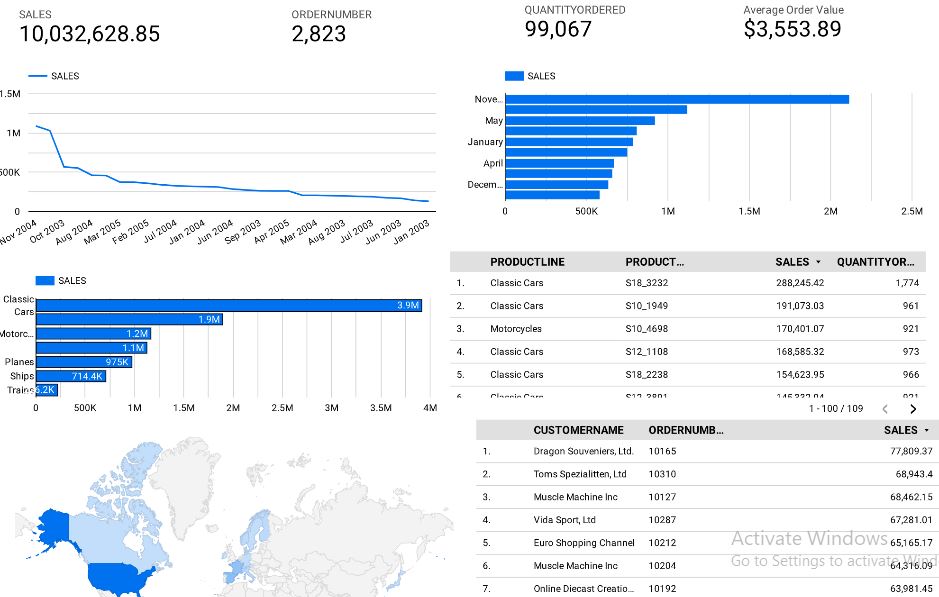 SALES
10,032,628.85
ORDERNUMBER
2,823
QUANTITYORDERED
99,067
Average Order Value
$3,553.89
SALES
1.5M
1M
500K
0
Nov 2004
Oct 2003
Aug 2004
Mar 2005
Feb 2005
Jul 2004
Jan 2004
Jun 2004
Sep 2003
Apr 2005
Mar 2003
Aug 2003
Jul 2003
Jun 2003
Jan 2003
SALES
Nove...
May
January
April
Decem...
0 500K 1M 1.5M 2M 2.5M
SALES
Classic
Cars
3.9M
1.9M
Motorc... 1.2M
1.1M
Planes 975K
Ships 714.4K
Trains 6.2K
0 500K 1M 1.5M 2M 2.5M 3M 3.5M 4M
PRODUCTLINE PRODUCT... SALES QUANTITYOR...
1. Classic Cars S18_3232 288,245.42 1,774
2. Classic Cars S10_1949 191,073.03 961
3. Motorcycles S10_4698 170,401.07 921
4. Classic Cars S12_1108 168,585.32 973
5. Classic Cars S18_2238 154,623.95 966
6. Classic Cars
1 - 100 / 109
CUSTOMERNAME ORDERNUMB... SALES
1. Dragon Souveniers, Ltd. 10165 77,809.37
2. Toms Spezialitten, Ltd 10310 68,943.4
3. Muscle Machine Inc 10127 68,462.15
4. Vida Sport, Ltd 10287 67,281.01
5. Euro Shopping Channel 10212 65,165.17
6. Muscle Machine Inc 10204 64,316.09
7. Online Diecast Creatio... 10192 63,981.45
Activate Windows
Go to Settings to activate Wind